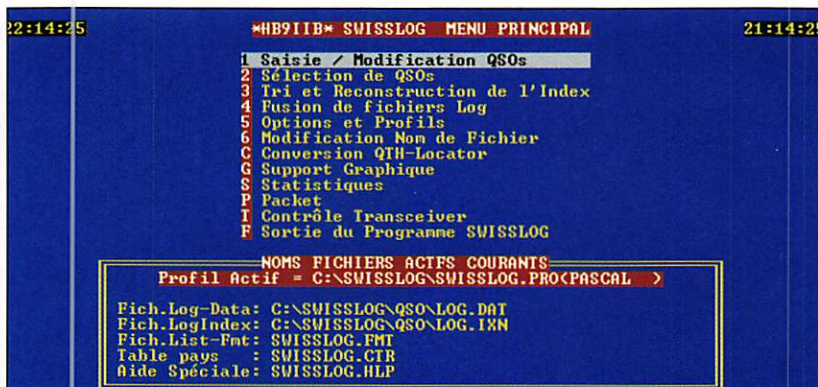 22:14:25 *HB9IIB* SWISSLOG MENU PRINCIPAL 21:14:25
1 Saisie / Modification QSOs
2 Sélection de QSOs
3 Tri et Reconstruction de l'Index
4 Fusion de fichiers Log
5 Options et Profils
6 Modification Nom de Fichier
C Conversion QTH-Locator
G Support Graphique
S Statistiques
P Packet
T Contrôle Transceiver
F Sortie du Programme SWISSLOG
NOMS FICHIERS ACTFS COURANTS
Profil Actif = C:\SWISSLOG\SWISSLOG.PRO(PASCAL )
Fich.Log-Data: C:\SWISSLOG\QSO\LOG.DAT
Fich.LogIndex: C:\SWISSLOG\QSO\LOG.IXN
Fich.List-Fmt: SWISSLOG.FMT
Table pays : SWISSLOG.CTR
Aide Spéciale: SWISSLOG.HLP